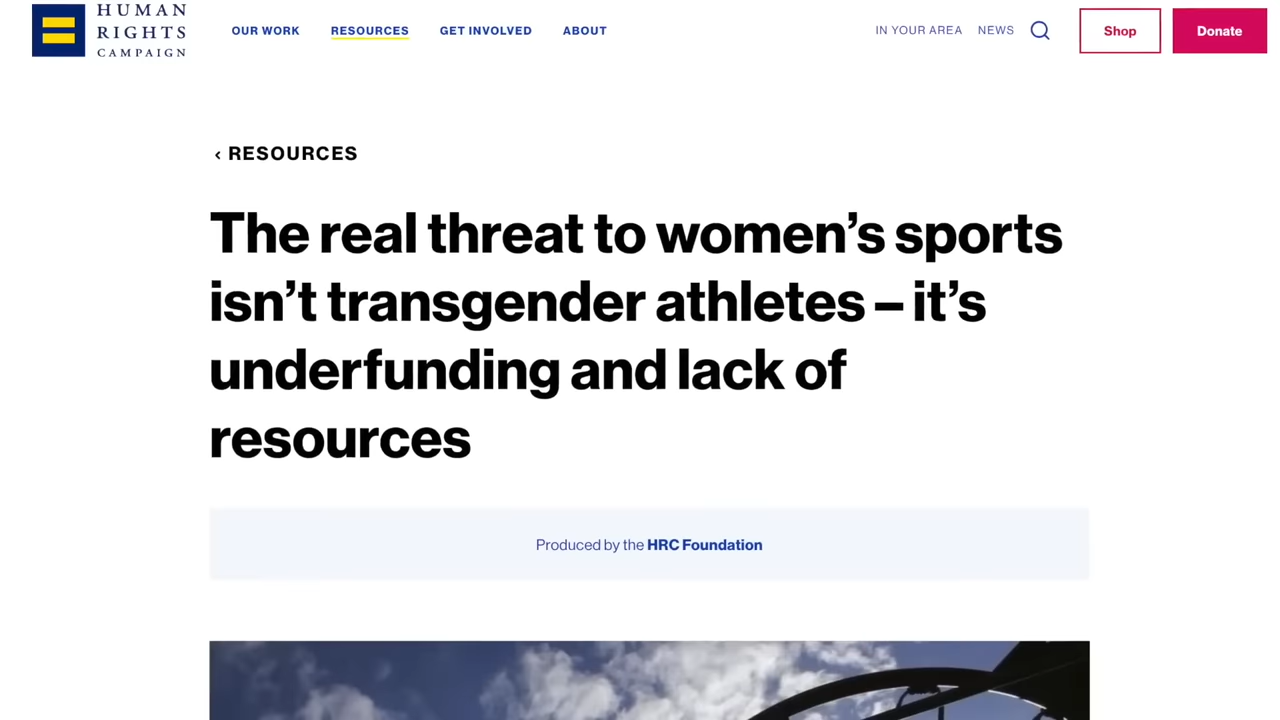 HUMAN
RIGHTS
CAMPAIGN
OUR WORK
RESOURCES
GET INVOLVED
ABOUT
IN YOUR AREA
NEWS
Shop
Donate
‹ RESOURCES
The real threat to women’s sports
isn’t transgender athletes – it’s
underfunding and lack of
resources
Produced by the HRC Foundation